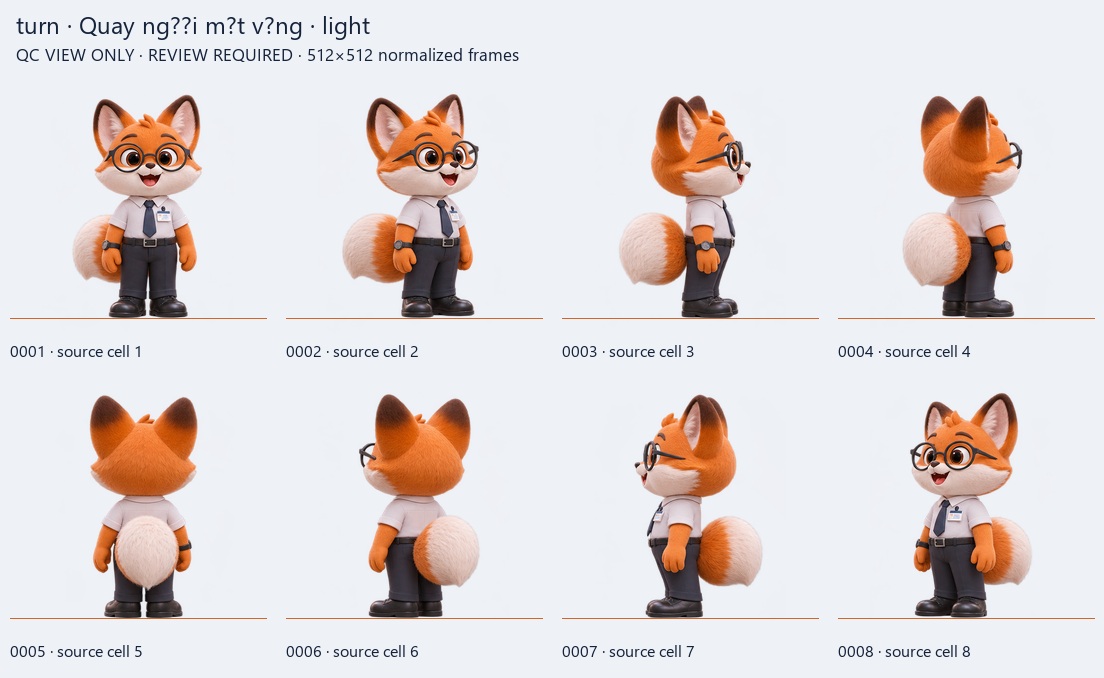 turn · Quay ng??i m?t v?ng · light
QC VIEW ONLY · REVIEW REQUIRED · 512×512 normalized frames
0001 · source cell 1
0002 · source cell 2
0003 · source cell 3
0004 · source cell 4
0005 · source cell 5
0006 · source cell 6
0007 · source cell 7
0008 · source cell 8